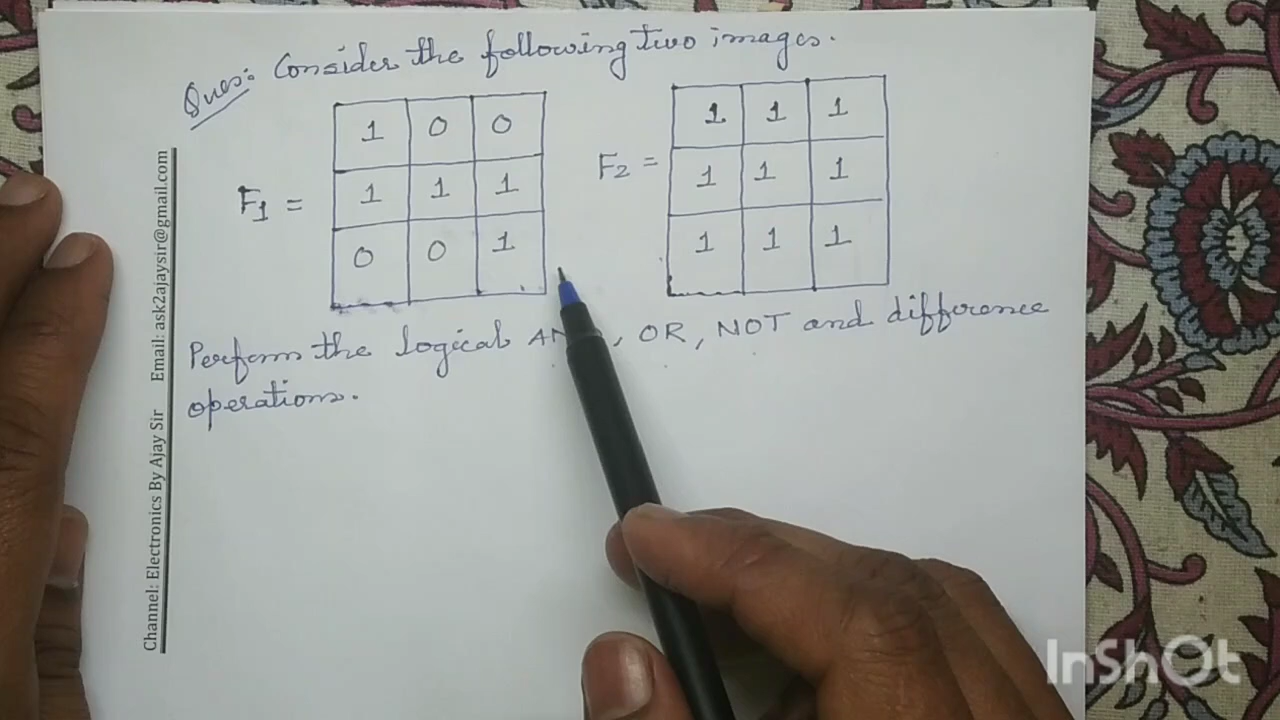 Ques: Consider the following two images.
F1 =
1 0 0
1 1 1
0 0 1
F2 =
1 1 1
1 1 1
1 1 1
Perform the logical , OR, NOT and difference
operations.
Channel: Electronics By Ajay Sir Email: ask2ajaysir@gmail.com
InShOt